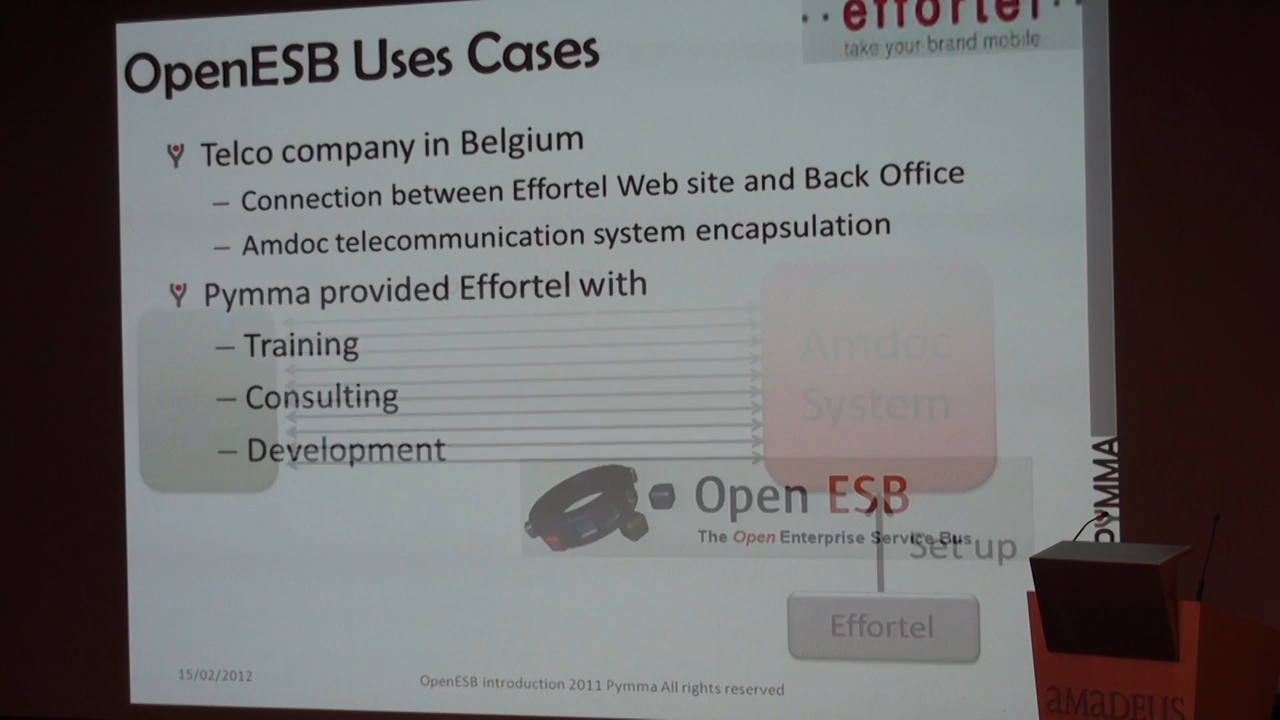 effortel
take your brand mobile
OpenESB Uses Cases
Telco company in Belgium
– Connection between Effortel Web site and Back Office
– Amdoc telecommunication system encapsulation
Pymma provided Effortel with
– Training
– Consulting
– Development
Amdoc
System
Open ESB
The Open Enterprise Service Bus
Set up
Effortel
PYMMA
15/02/2012
OpenESB introduction 2011 Pymma All rights reserved
amadeus